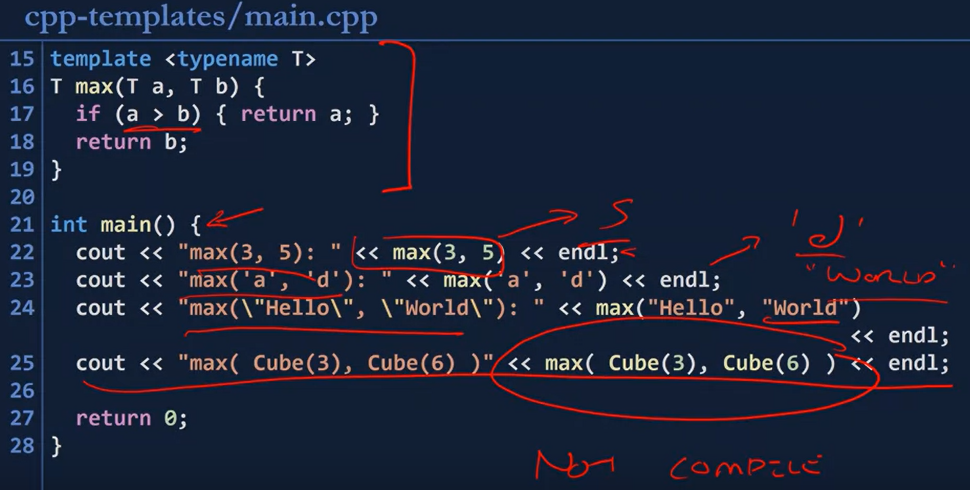 cpp-templates/main.cpp
15 template <typename T>
16 T max(T a, T b) {
17   if (a > b) { return a; }
18   return b;
19 }
20
21 int main() {
22   cout << "max(3, 5): " << max(3, 5) << endl;
23   cout << "max('a', 'd'): " << max('a', 'd') << endl;
24   cout << "max(\"Hello\", \"World\"): " << max("Hello", "World")
<< endl;
25   cout << "max( Cube(3), Cube(6) )" << max( Cube(3), Cube(6) ) << endl;
26
27   return 0;
28 }
5
'd'
"WORLD"
NOT COMPILE